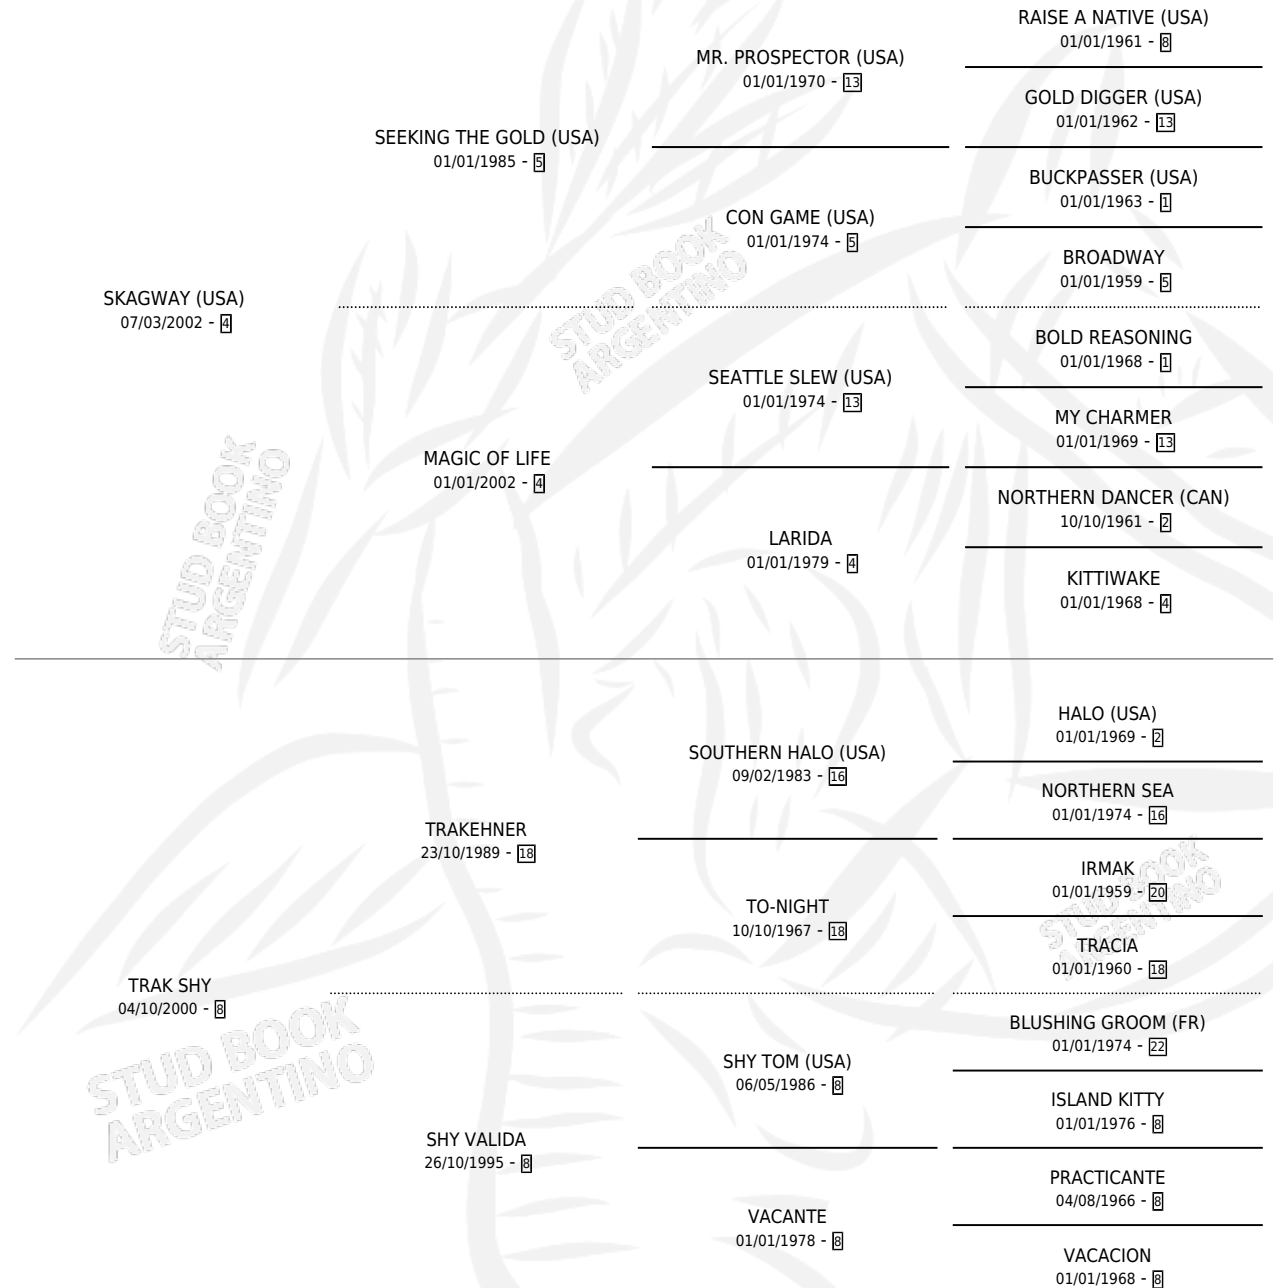 RAISE A NATIVE (USA)
01/01/1961 - 8
MR. PROSPECTOR (USA)
01/01/1970 - 13
GOLD DIGGER (USA)
01/01/1962 - 13
SEEKING THE GOLD (USA)
01/01/1985 - 5
BUCKPASSER (USA)
01/01/1963 - 1
CON GAME (USA)
01/01/1974 - 5
BROADWAY
01/01/1959 - 5
SKAGWAY (USA)
07/03/2002 - 4
BOLD REASONING
01/01/1968 - 1
SEATTLE SLEW (USA)
01/01/1974 - 13
MY CHARMER
01/01/1969 - 13
MAGIC OF LIFE
01/01/2002 - 4
NORTHERN DANCER (CAN)
10/10/1961 - 2
LARIDA
01/01/1979 - 4
KITTIWAKE
01/01/1968 - 4
HALO (USA)
01/01/1969 - 2
SOUTHERN HALO (USA)
09/02/1983 - 16
NORTHERN SEA
01/01/1974 - 16
TRAKEHNER
23/10/1989 - 18
IRMAK
01/01/1959 - 20
TO-NIGHT
10/10/1967 - 18
TRACIA
01/01/1960 - 18
TRAK SHY
04/10/2000 - 8
BLUSHING GROOM (FR)
01/01/1974 - 22
SHY TOM (USA)
06/05/1986 - 8
ISLAND KITTY
01/01/1976 - 8
SHY VALIDA
26/10/1995 - 8
PRACTICANTE
04/08/1966 - 8
VACANTE
01/01/1978 - 8
VACACION
01/01/1968 - 8
STUD BOOK
ARGENTINO
STUD BOOK
ARGENTINO
STUD BOOK
ARGENTINO
STUD BOOK
ARGENTINO